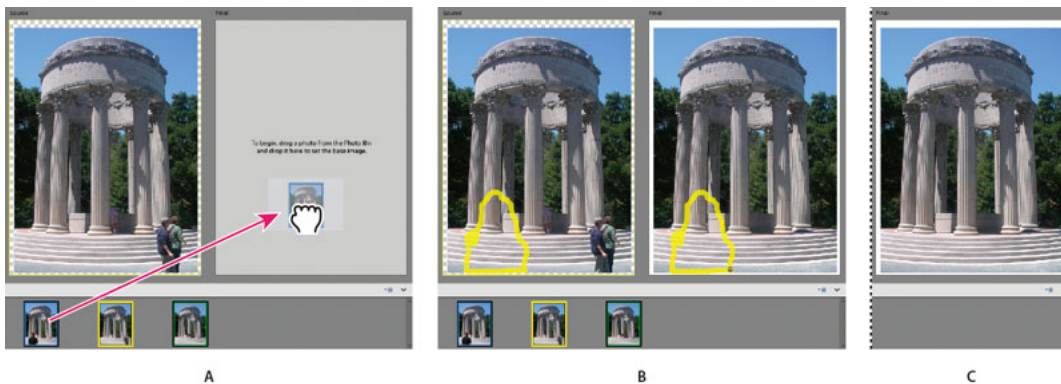 Source
Final
To begin, drag a photo from the Photo Bin
and drop it here to set the base image.
Source
Final
Final
A
B
C